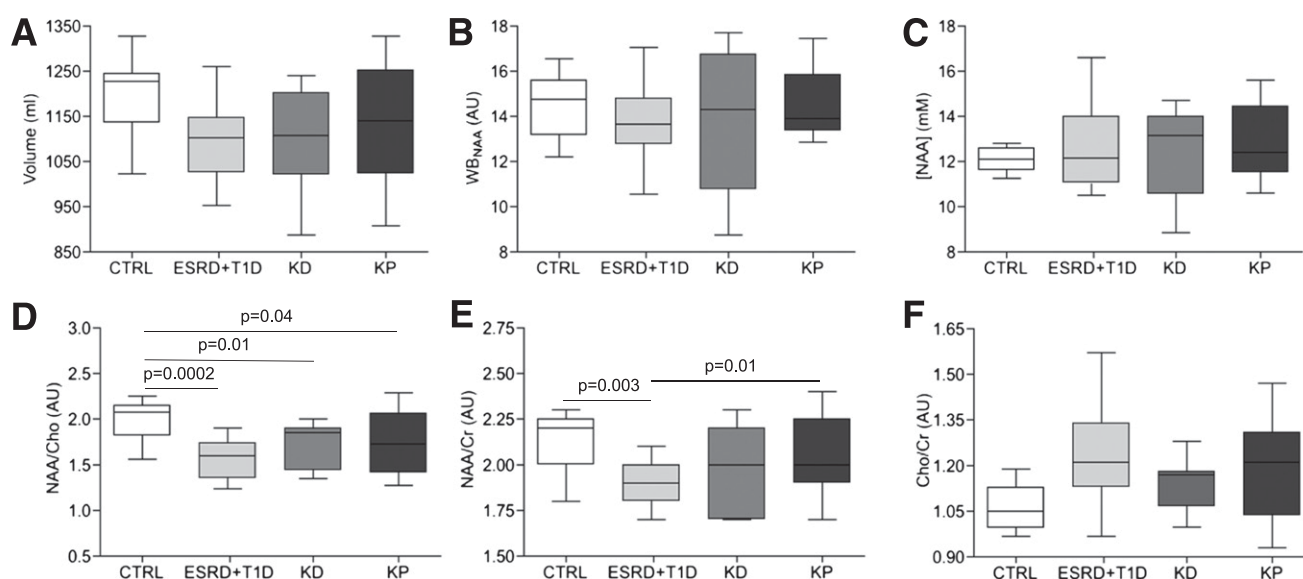 A
Volume (ml)
1350
1250
1150
1050
950
850
CTRL ESRD+T1D KD KP
B
WBNAA (AU)
18
16
14
12
10
8
CTRL ESRD+T1D KD KP
C
[NAA] (mM)
18
16
14
12
10
8
CTRL ESRD+T1D KD KP
D
NAA/Cho (AU)
3.0
2.5
2.0
1.5
1.0
0.5
p=0.04
p=0.01
p=0.0002
CTRL ESRD+T1D KD KP
E
NAA/Cr (AU)
2.75
2.50
2.25
2.00
1.75
1.50
p=0.01
p=0.003
CTRL ESRD+T1D KD KP
F
Cho/Cr (AU)
1.65
1.50
1.35
1.20
1.05
0.90
CTRL ESRD+T1D KD KP